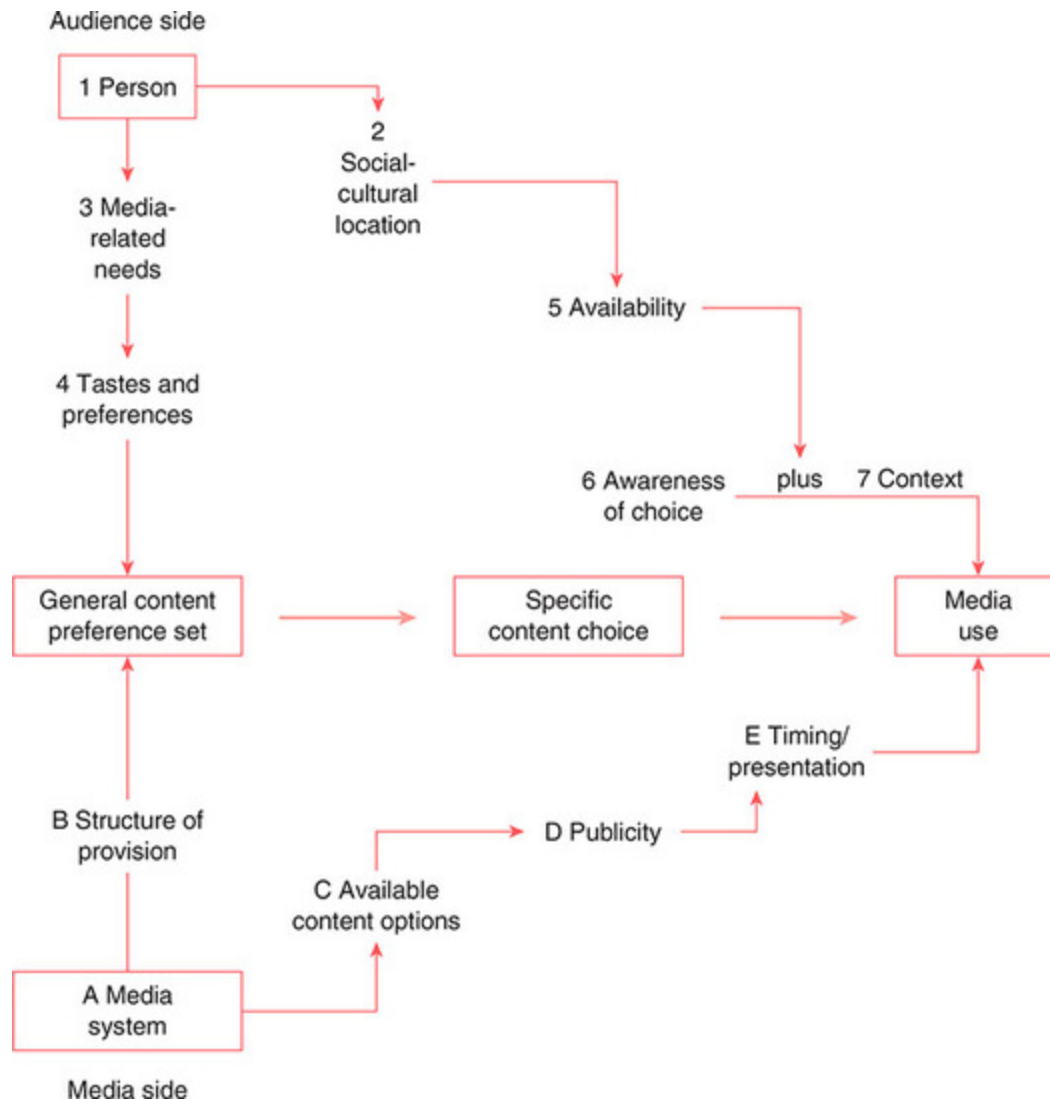 Audience side
1 Person
2
Social-
cultural
location
3 Media-
related
needs
5 Availability
4 Tastes and
preferences
6 Awareness
of choice
plus
7 Context
General content
preference set
Specific
content choice
Media
use
E Timing/
presentation
B Structure of
provision
D Publicity
C Available
content options
A Media
system
Media side